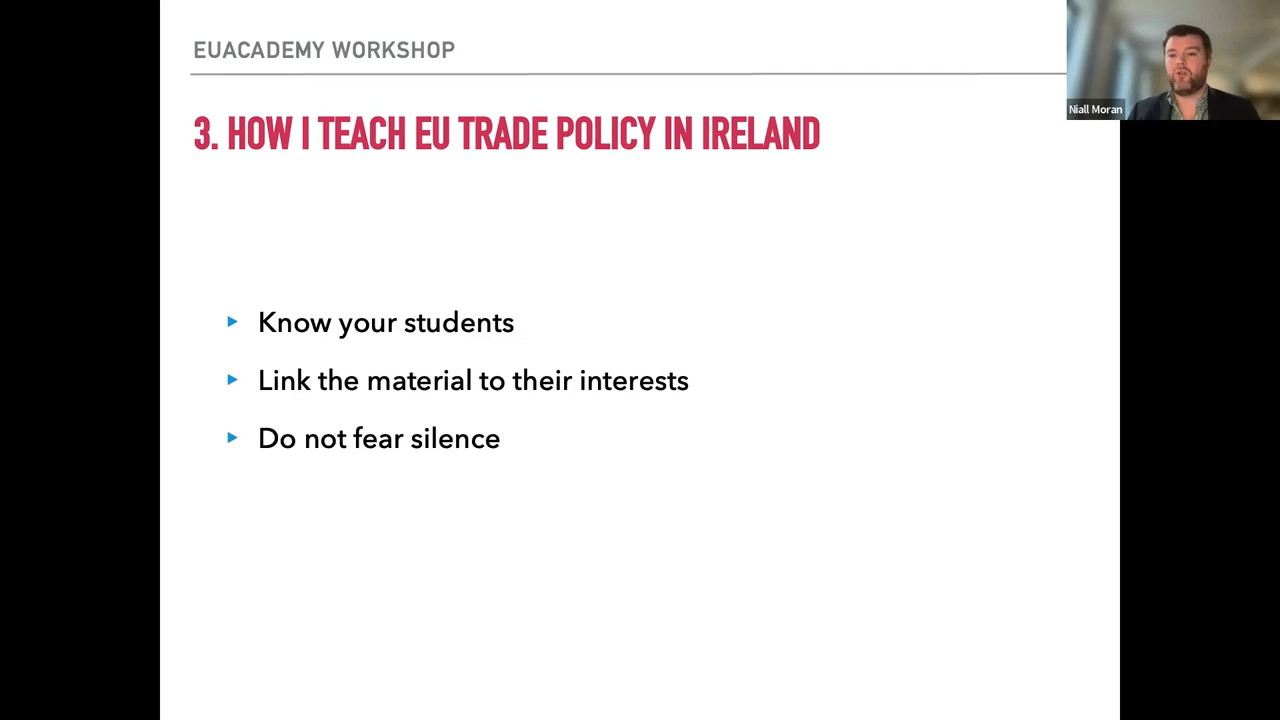 EUACADEMY WORKSHOP
Niall Moran
3. HOW I TEACH EU TRADE POLICY IN IRELAND
Know your students
Link the material to their interests
Do not fear silence